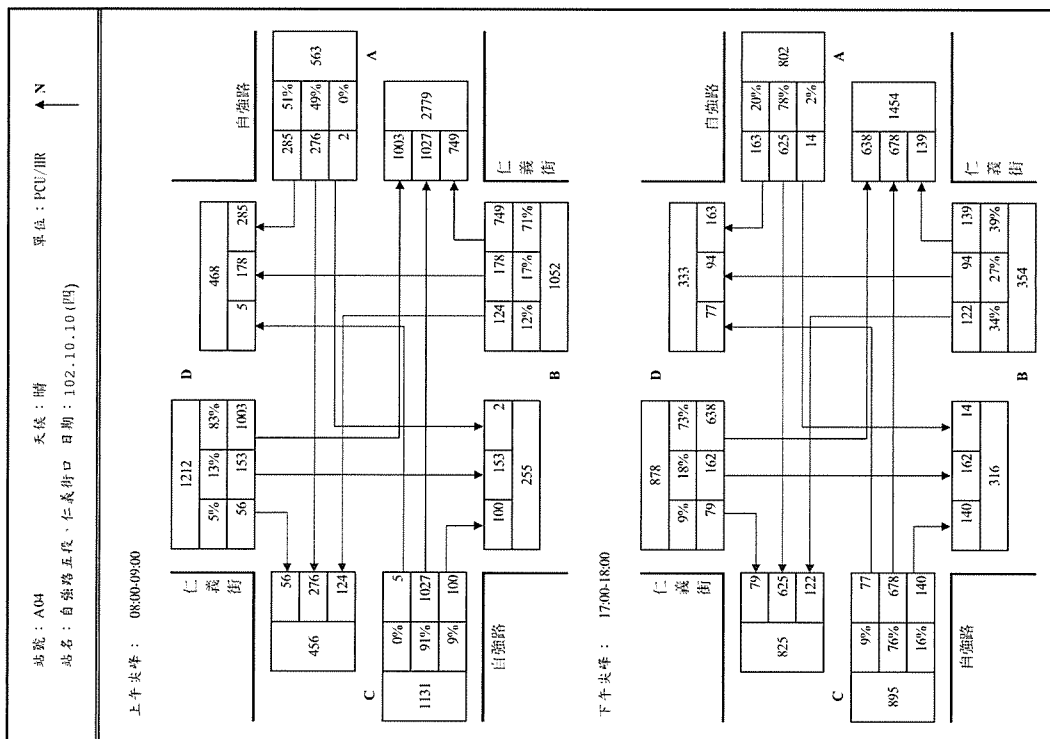 站號：A04 天候：晴 單位：PCU/HR N
站名：自強路五段、仁義街口 日期：102.10.10(四)
上午尖峰： 08:00-09:00
仁義街
自強路
D
1212
5% 13% 83%
56 153 1003
468
5 178 285
563
285 51%
276 49%
2 0%
A
456
56
276
124
2779
1003
1027
749
C
1131
0% 5
91% 1027
9% 100
100 153 2
255
B
124 178 749
12% 17% 71%
1052
自強路
仁義街
下午尖峰： 17:00-18:00
仁義街
自強路
D
878
9% 18% 73%
79 162 638
333
77 94 163
802
163 20%
625 78%
14 2%
A
825
79
625
122
1454
638
678
139
C
895
9% 77
76% 678
16% 140
140 162 14
316
B
122 94 139
34% 27% 39%
354
自強路
仁義街